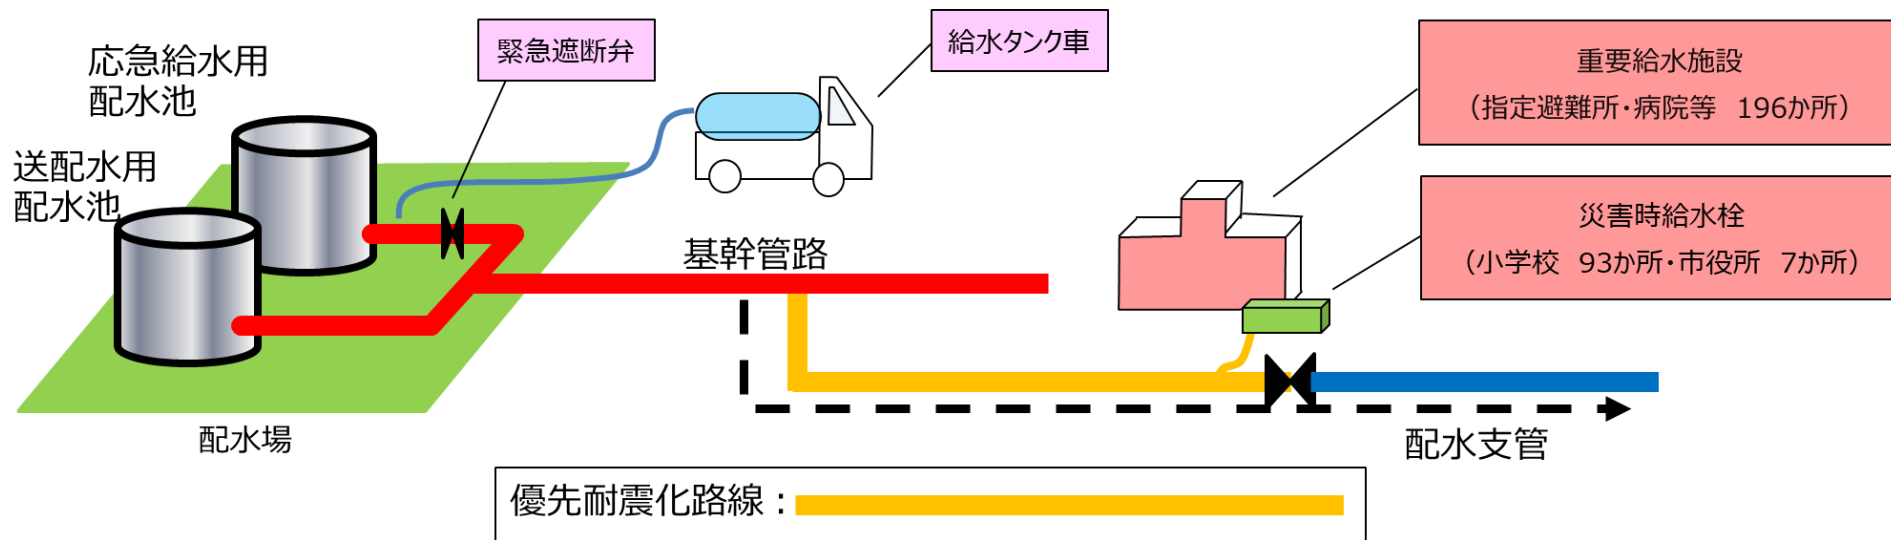 応急給水用
配水池
送配水用
配水池
緊急遮断弁
給水タンク車
重要給水施設
（指定避難所・病院等　196か所）
災害時給水栓
（小学校　93か所・市役所　7か所）
基幹管路
配水場
配水支管
優先耐震化路線：